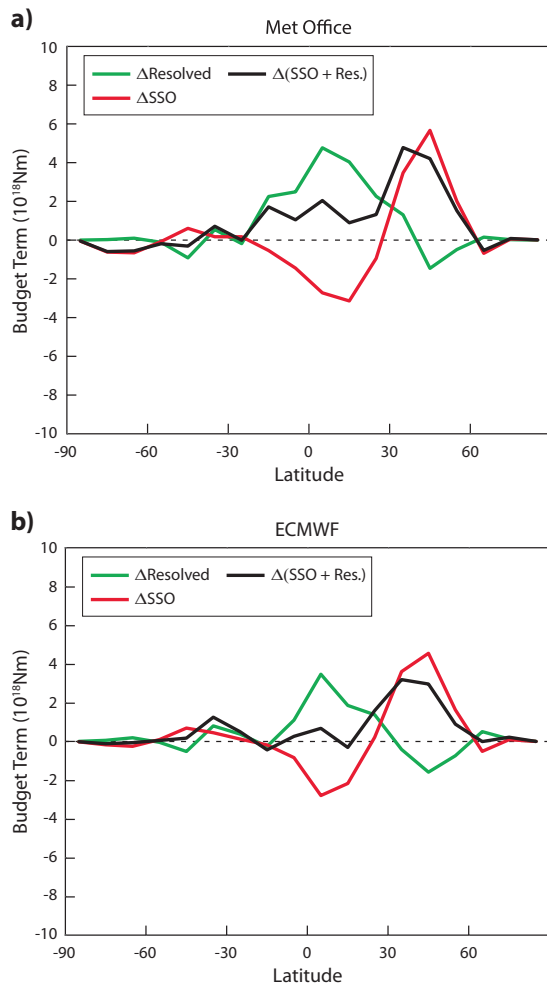 a)
Met Office
ΔResolved
Δ(SSO + Res.)
ΔSSO
Budget Term (10¹⁸Nm)
10
8
6
4
2
0
-2
-4
-6
-8
-10
-90
-60
-30
0
30
60
Latitude
b)
ECMWF
ΔResolved
Δ(SSO + Res.)
ΔSSO
Budget Term (10¹⁸Nm)
10
8
6
4
2
0
-2
-4
-6
-8
-10
-90
-60
-30
0
30
60
Latitude